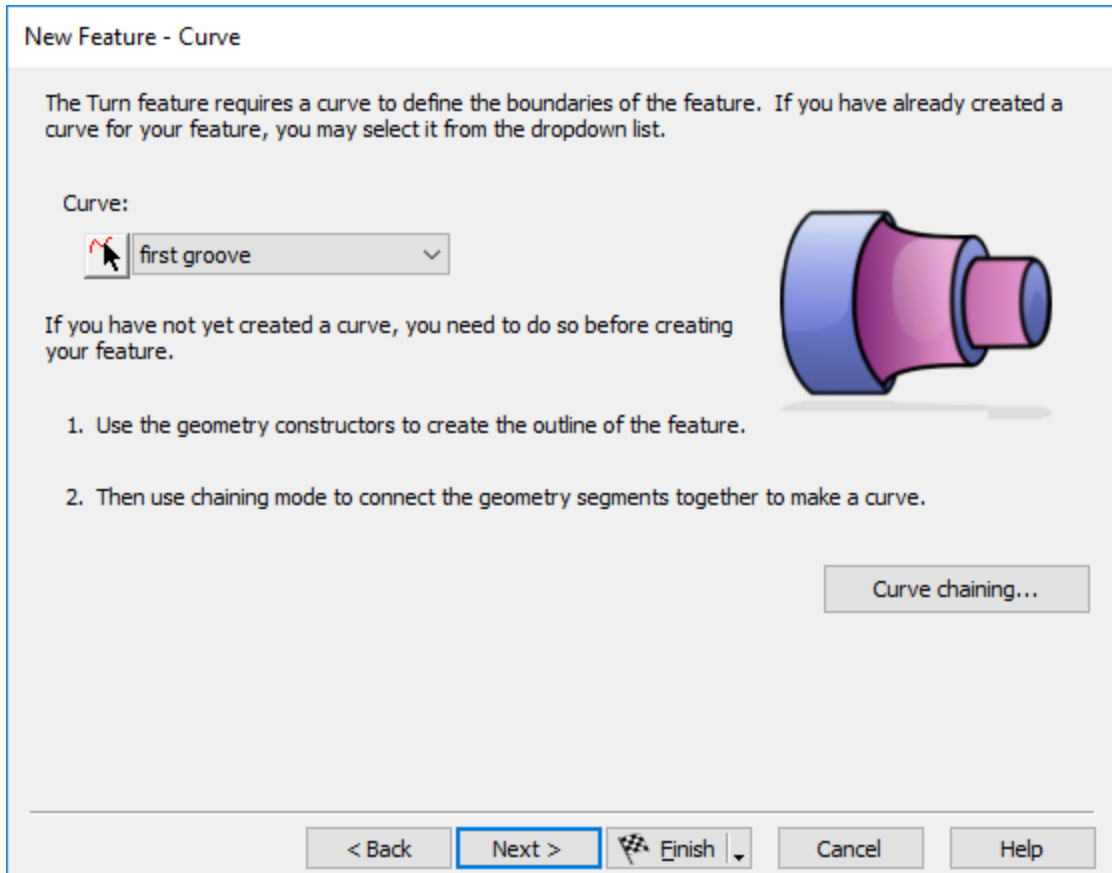 New Feature - Curve
The Turn feature requires a curve to define the boundaries of the feature.  If you have already created a
curve for your feature, you may select it from the dropdown list.
Curve:
first groove
If you have not yet created a curve, you need to do so before creating
your feature.
1.  Use the geometry constructors to create the outline of the feature.
2.  Then use chaining mode to connect the geometry segments together to make a curve.
Curve chaining...
< Back Next > Finish Cancel Help